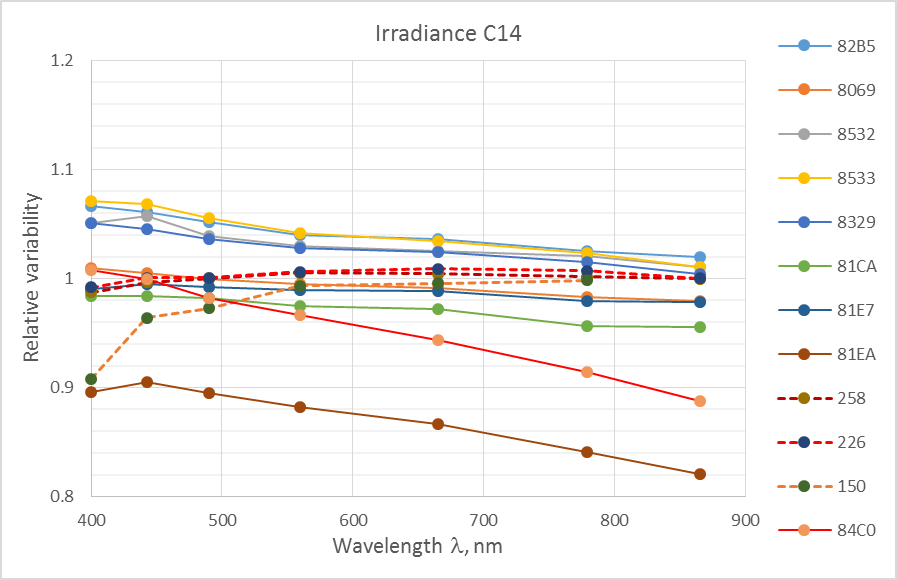 Irradiance C14
Relative variability
1.2
1.1
1
0.9
0.8
400 500 600 700 800 900
Wavelength λ, nm
82B5
8069
8532
8533
8329
81CA
81E7
81EA
258
226
150
84C0